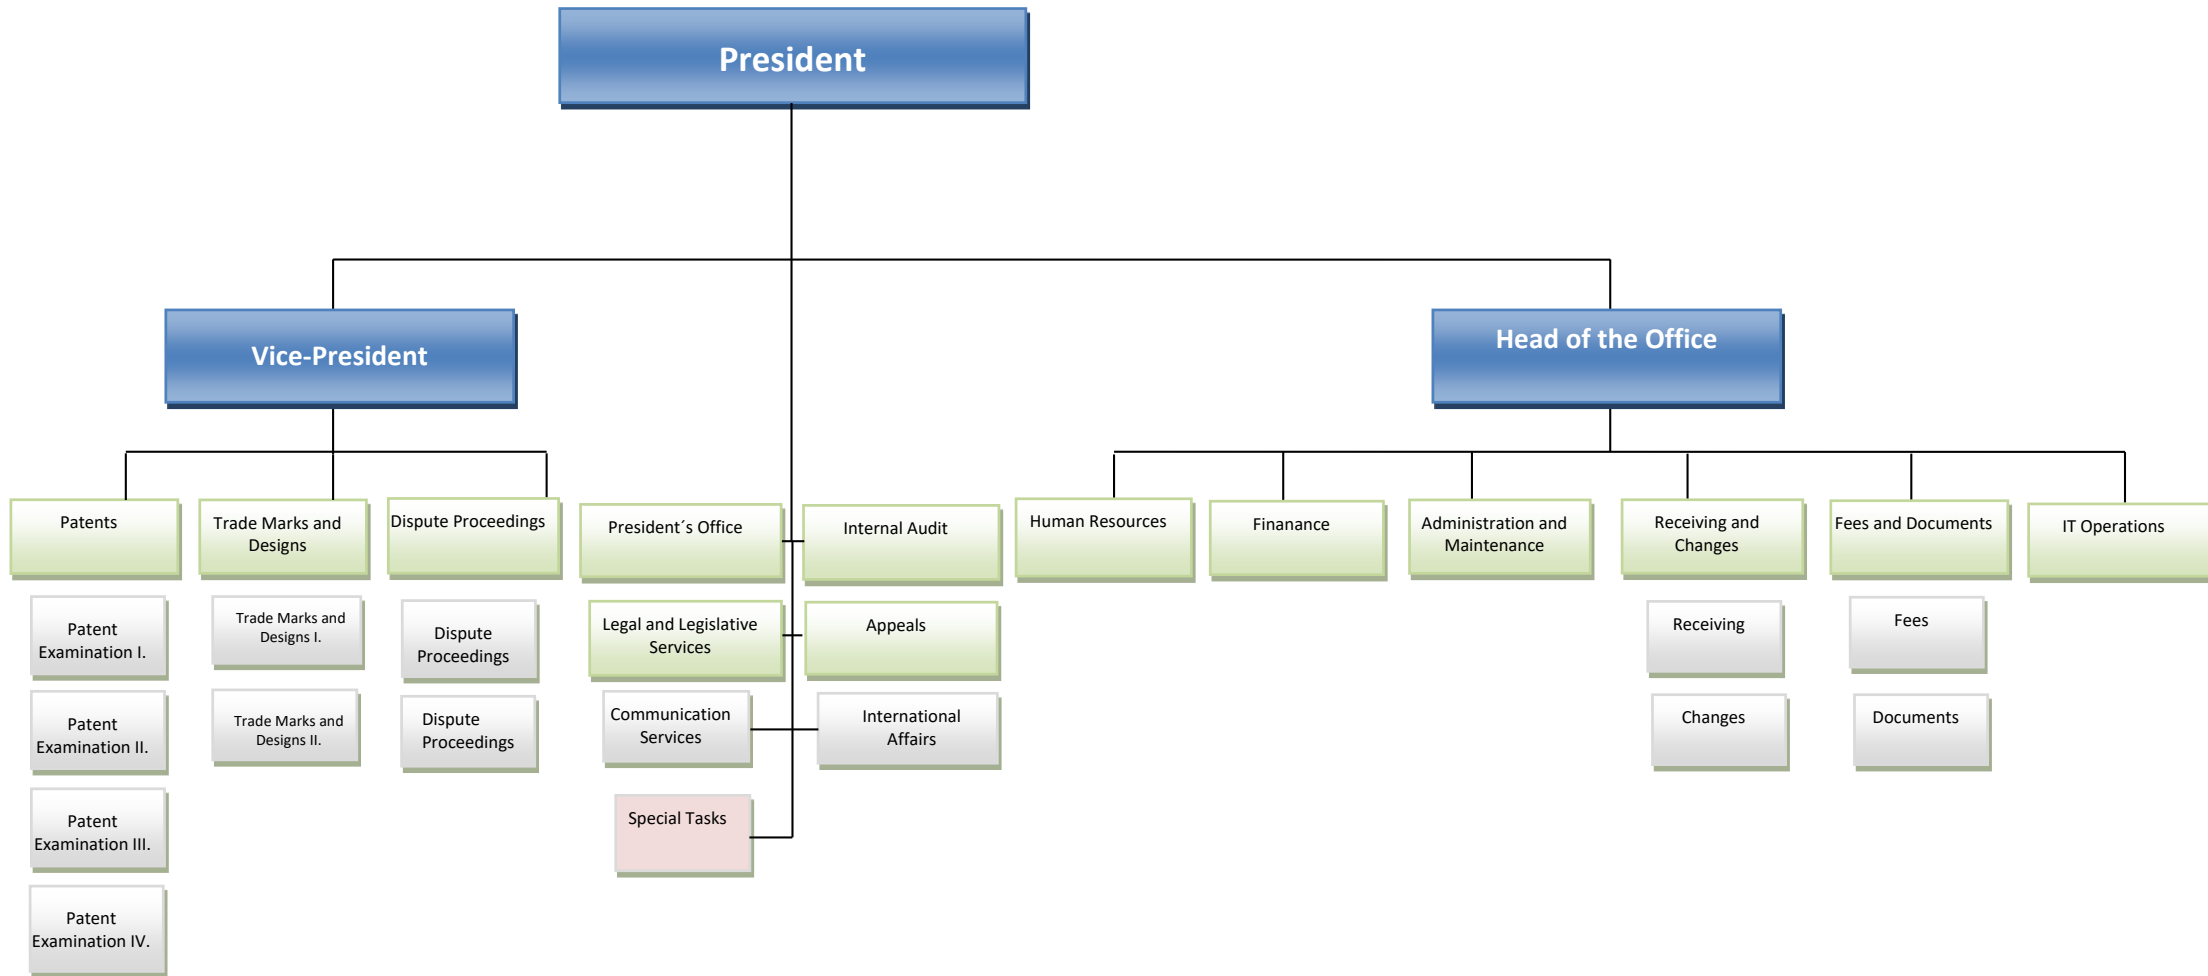 President
Vice-President
Head of the Office
Patents
Trade Marks and
Designs
Dispute Proceedings
President´s Office
Internal Audit
Human Resources
Finanance
Administration and
Maintenance
Receiving and
Changes
Fees and Documents
IT Operations
Patent
Examination I.
Trade Marks and
Designs I.
Dispute
Proceedings
Legal and Legislative
Services
Appeals
Receiving
Fees
Patent
Examination II.
Trade Marks and
Designs II.
Dispute
Proceedings
Communication
Services
International
Affairs
Changes
Documents
Patent
Examination III.
Special Tasks
Patent
Examination IV.